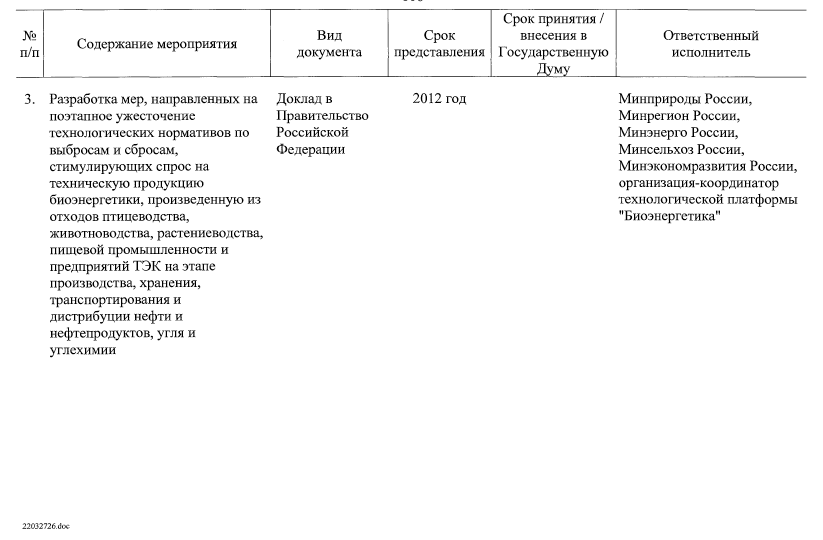 №
п/п
Содержание мероприятия
Вид
документа
Срок
представления
Срок принятия /
внесения в
Государственную
Думу
Ответственный
исполнитель
3.
Разработка мер, направленных на
поэтапное ужесточение
технологических нормативов по
выбросам и сбросам,
стимулирующих спрос на
техническую продукцию
биоэнергетики, произведенную из
отходов птицеводства,
животноводства, растениеводства,
пищевой промышленности и
предприятий ТЭК на этапе
производства, хранения,
транспортирования и
дистрибуции нефти и
нефтепродуктов, угля и
углехимии
Доклад в
Правительство
Российской
Федерации
2012 год
Минприроды России,
Минрегион России,
Минэнерго России,
Минсельхоз России,
Минэкономразвития России,
организация-координатор
технологической платформы
"Биоэнергетика"
22032726.doc